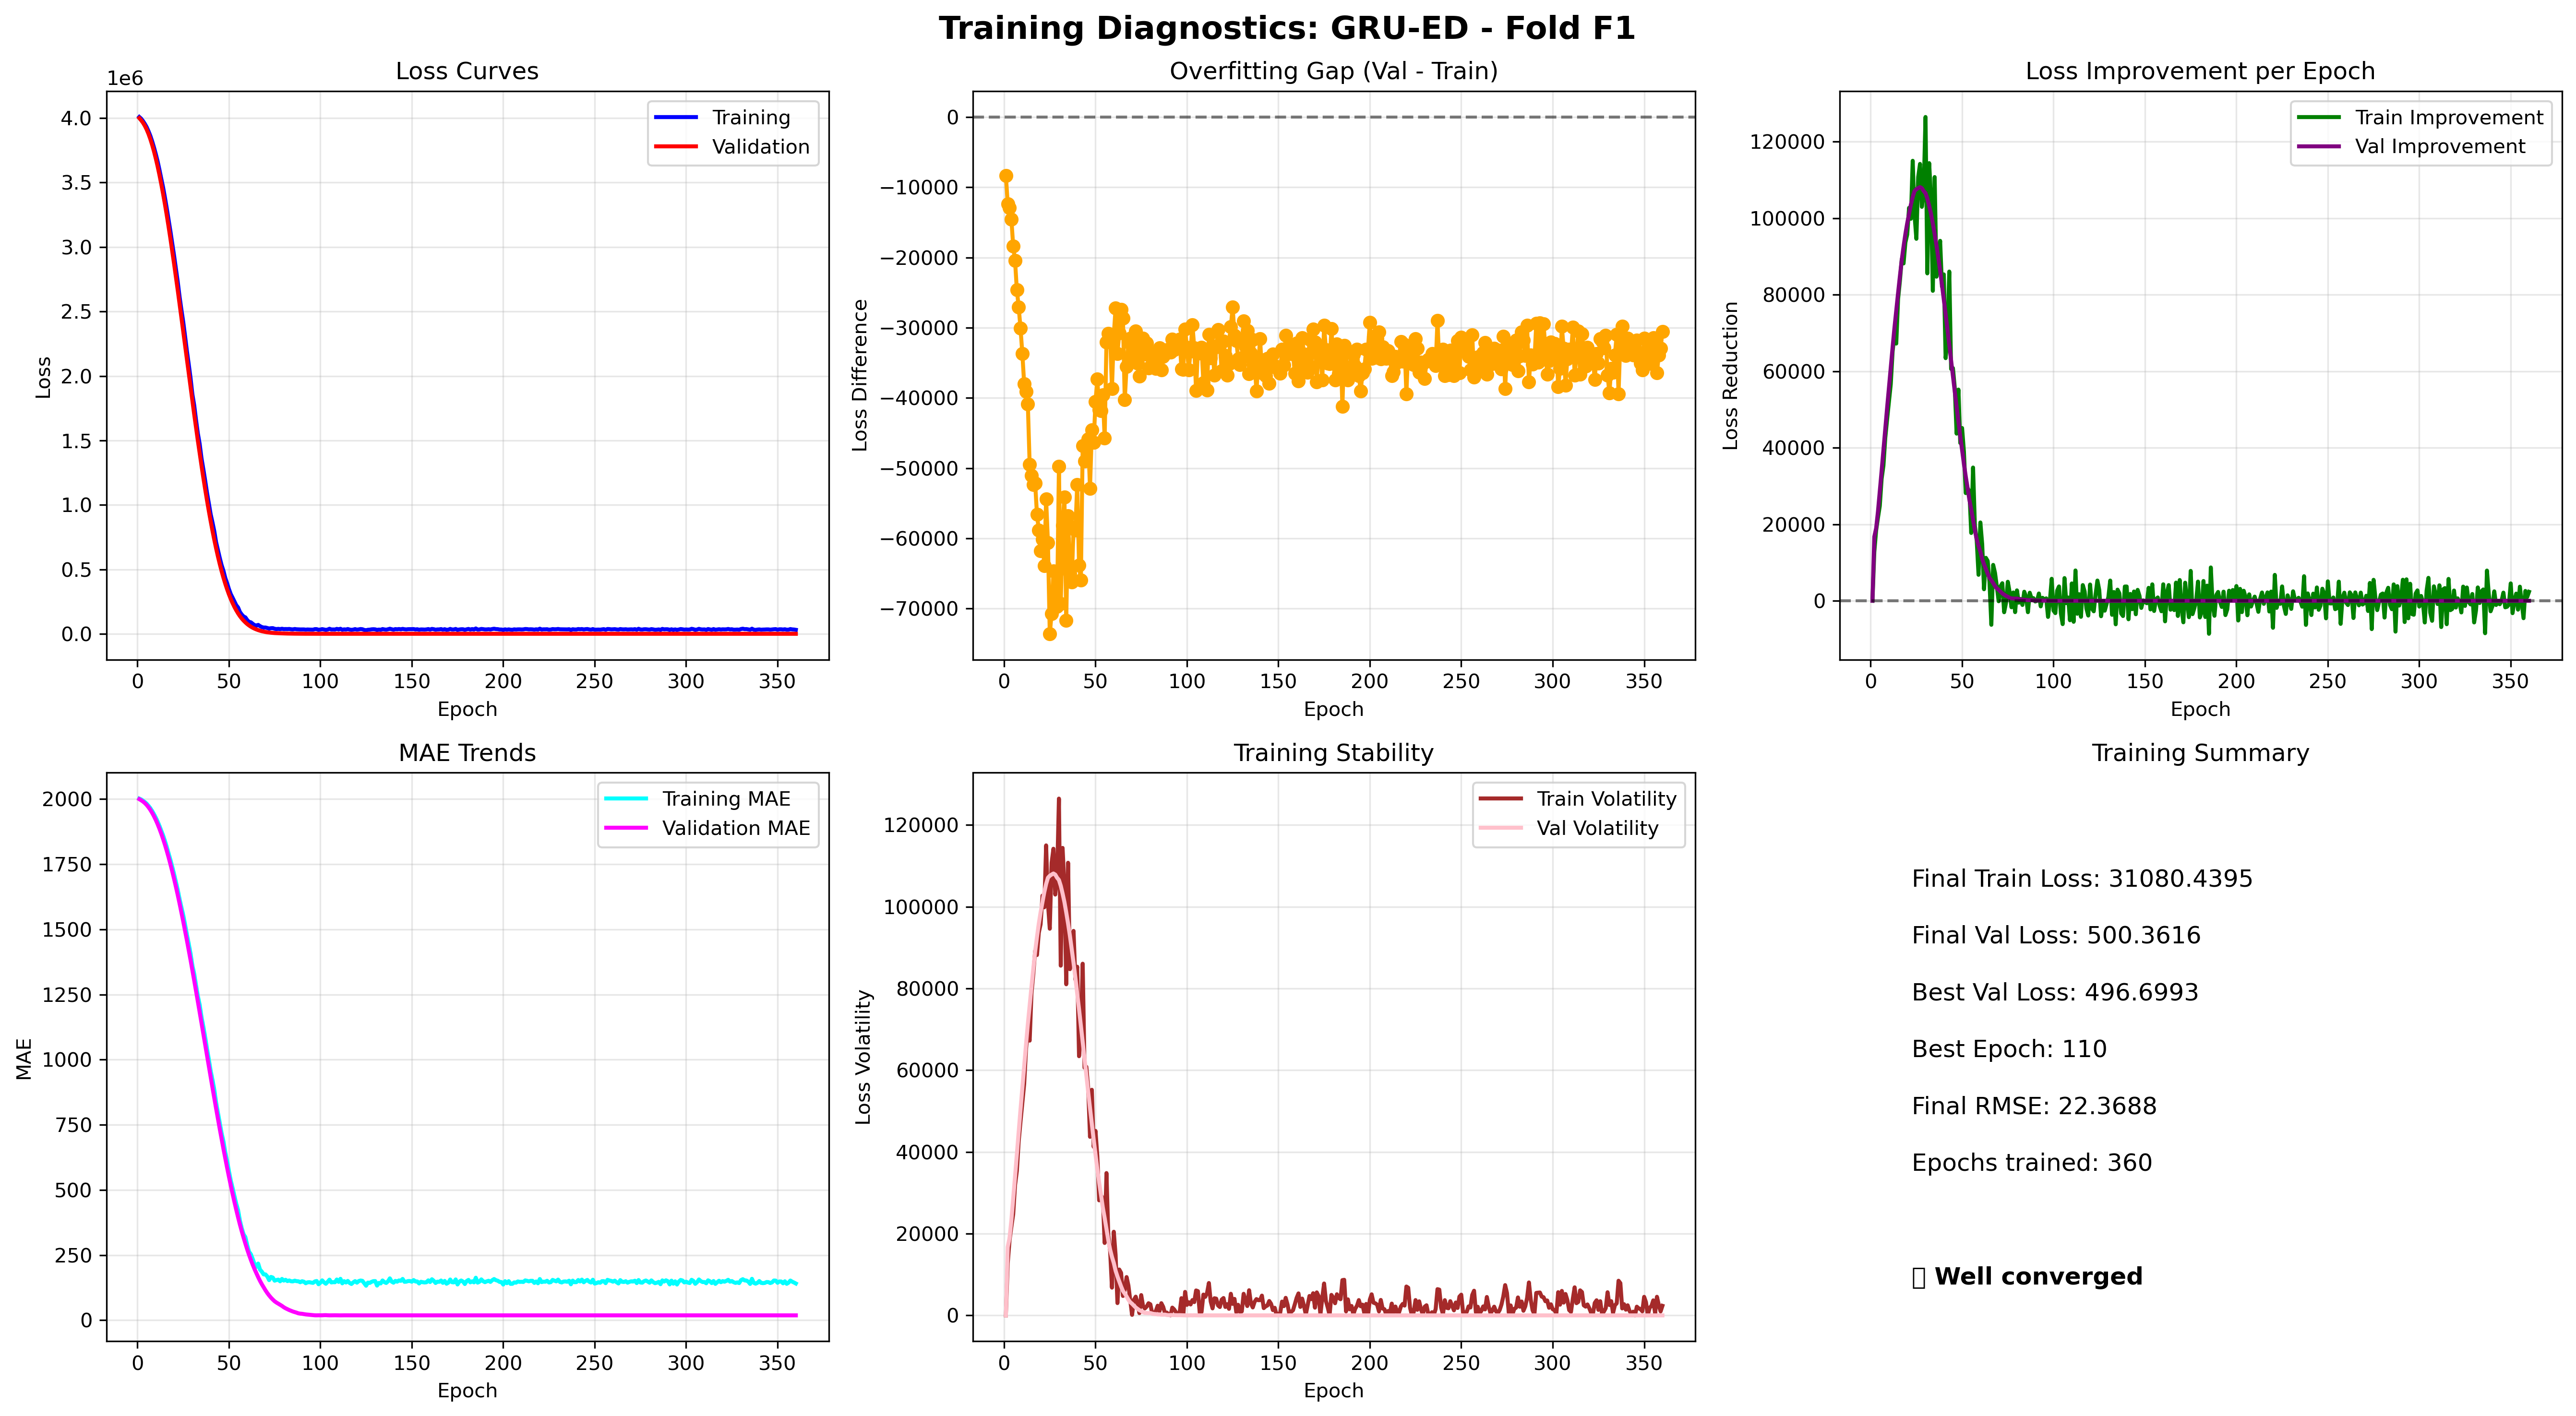 Training Diagnostics: GRU-ED - Fold F1
Loss Curves
1e6
4.0
3.5
3.0
2.5
2.0
1.5
1.0
0.5
0.0
Loss
Training
Validation
0 50 100 150 200 250 300 350
Epoch
Overfitting Gap (Val - Train)
0
−10000
−20000
−30000
−40000
−50000
−60000
−70000
Loss Difference
0 50 100 150 200 250 300 350
Epoch
Loss Improvement per Epoch
120000
100000
80000
60000
40000
20000
0
Loss Reduction
Train Improvement
Val Improvement
0 50 100 150 200 250 300 350
Epoch
MAE Trends
2000
1750
1500
1250
1000
750
500
250
0
MAE
Training MAE
Validation MAE
0 50 100 150 200 250 300 350
Epoch
Training Stability
120000
100000
80000
60000
40000
20000
0
Loss Volatility
Train Volatility
Val Volatility
0 50 100 150 200 250 300 350
Epoch
Training Summary
Final Train Loss: 31080.4395
Final Val Loss: 500.3616
Best Val Loss: 496.6993
Best Epoch: 110
Final RMSE: 22.3688
Epochs trained: 360
Well converged